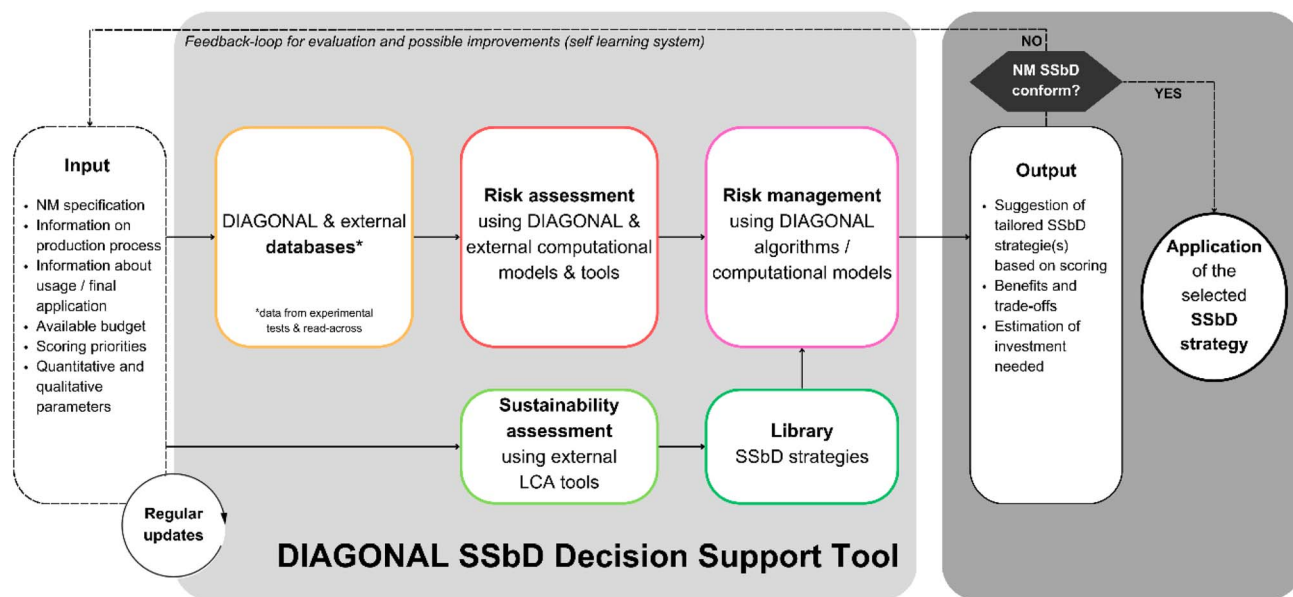 Feedback-loop for evaluation and possible improvements (self learning system)
NO
NM SSbD
conform?
YES
Input
• NM specification
• Information on
production process
• Information about
usage / final
application
• Available budget
• Scoring priorities
• Quantitative and
qualitative
parameters
Regular
updates
DIAGONAL & external
databases*
*data from experimental
tests & read-across
Risk assessment
using DIAGONAL &
external computational
models & tools
Risk management
using DIAGONAL
algorithms /
computational models
Sustainability
assessment
using external
LCA tools
Library
SSbD strategies
Output
• Suggestion of
tailored SSbD
strategie(s)
based on scoring
• Benefits and
trade-offs
• Estimation of
investment
needed
Application
of the
selected
SSbD
strategy
DIAGONAL SSbD Decision Support Tool